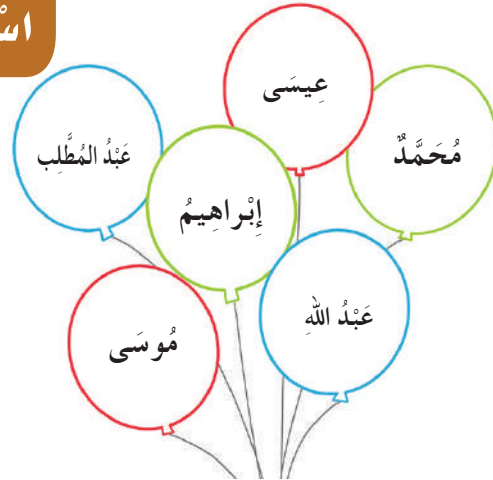 عِيسَى
مُحَمَّدٌ
عَبْدُ المُطَّلِب
إِبْراهِيمُ
عَبْدُ اللهِ
مُوسَى